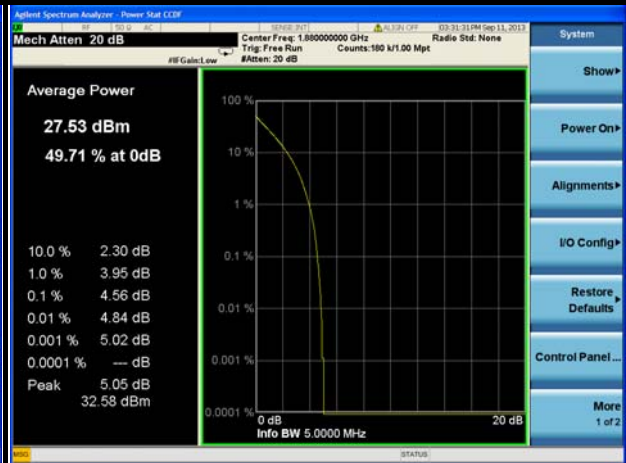 Agilent Spectrum Analyzer - Power Stat CCDF
RF 50 Ω AC SENSE:INT ALIGN OFF 03:31:31 PM Sep 11, 2013
Mech Atten 20 dB
Center Freq: 1.880000000 GHz Radio Std: None
Trig: Free Run Counts:180 k/1.00 Mpt
#IFGain:Low #Atten: 20 dB
Average Power
27.53 dBm
49.71 % at 0dB
10.0 % 2.30 dB
1.0 % 3.95 dB
0.1 % 4.56 dB
0.01 % 4.84 dB
0.001 % 5.02 dB
0.0001 % --- dB
Peak 5.05 dB
32.58 dBm
100 %
10 %
1 %
0.1 %
0.01 %
0.001 %
0.0001 %
0 dB 20 dB
Info BW 5.0000 MHz
System
Show
Power On
Alignments
I/O Config
Restore
Defaults
Control Panel...
More
1 of 2
MSG STATUS